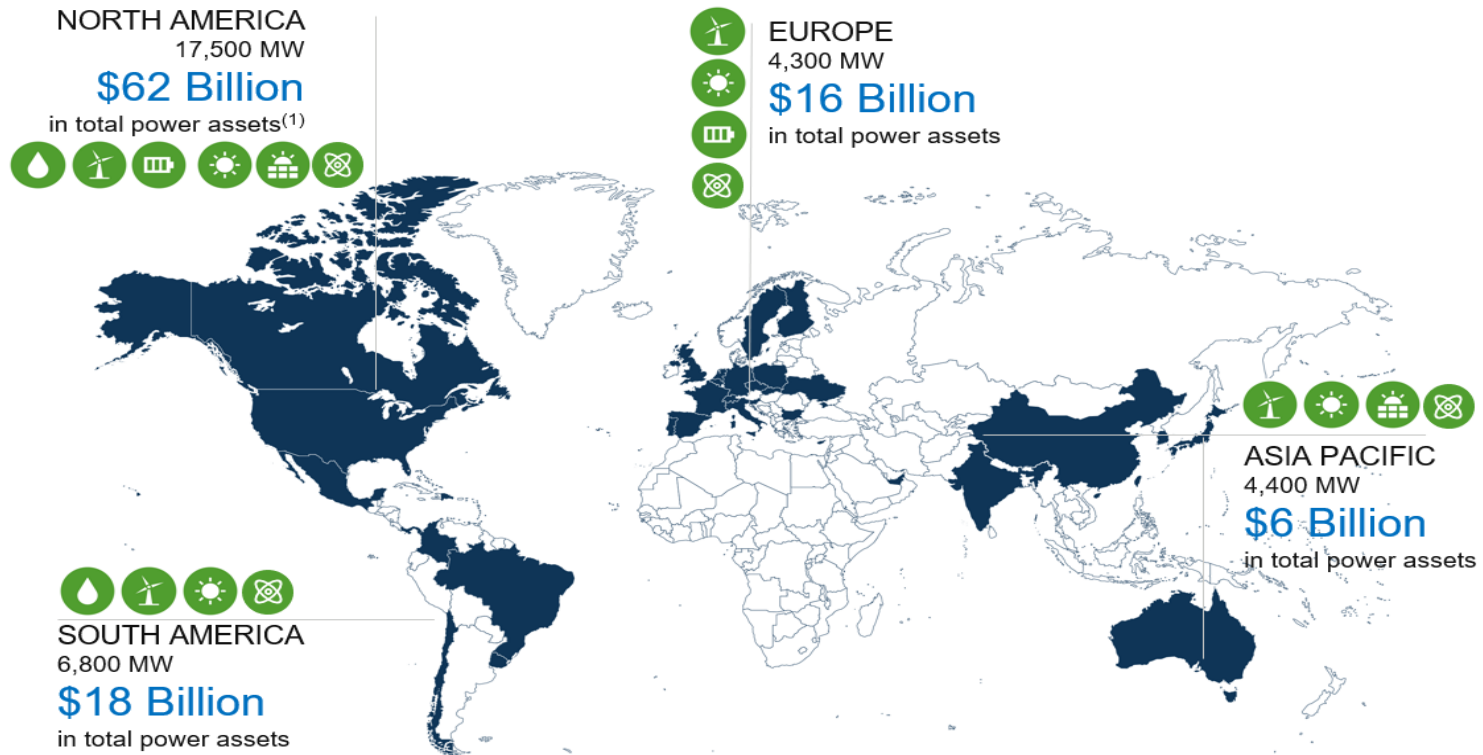 NORTH AMERICA
17,500 MW
$62 Billion
in total power assets(1)
EUROPE
4,300 MW
$16 Billion
in total power assets
ASIA PACIFIC
4,400 MW
$6 Billion
in total power assets
SOUTH AMERICA
6,800 MW
$18 Billion
in total power assets